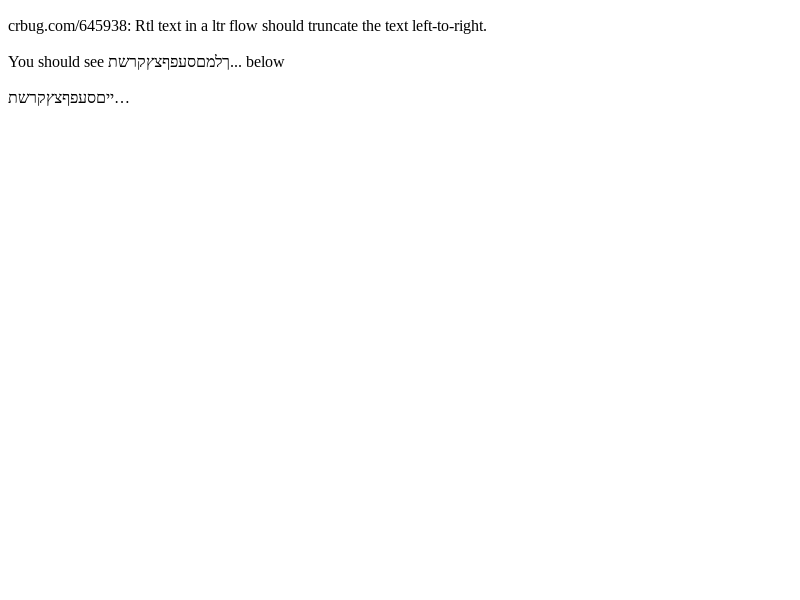 crbug.com/645938: Rtl text in a ltr flow should truncate the text left-to-right.
You should see ךלמםסעפףצץקרשת... below
ייםסעפףצץקרשת…